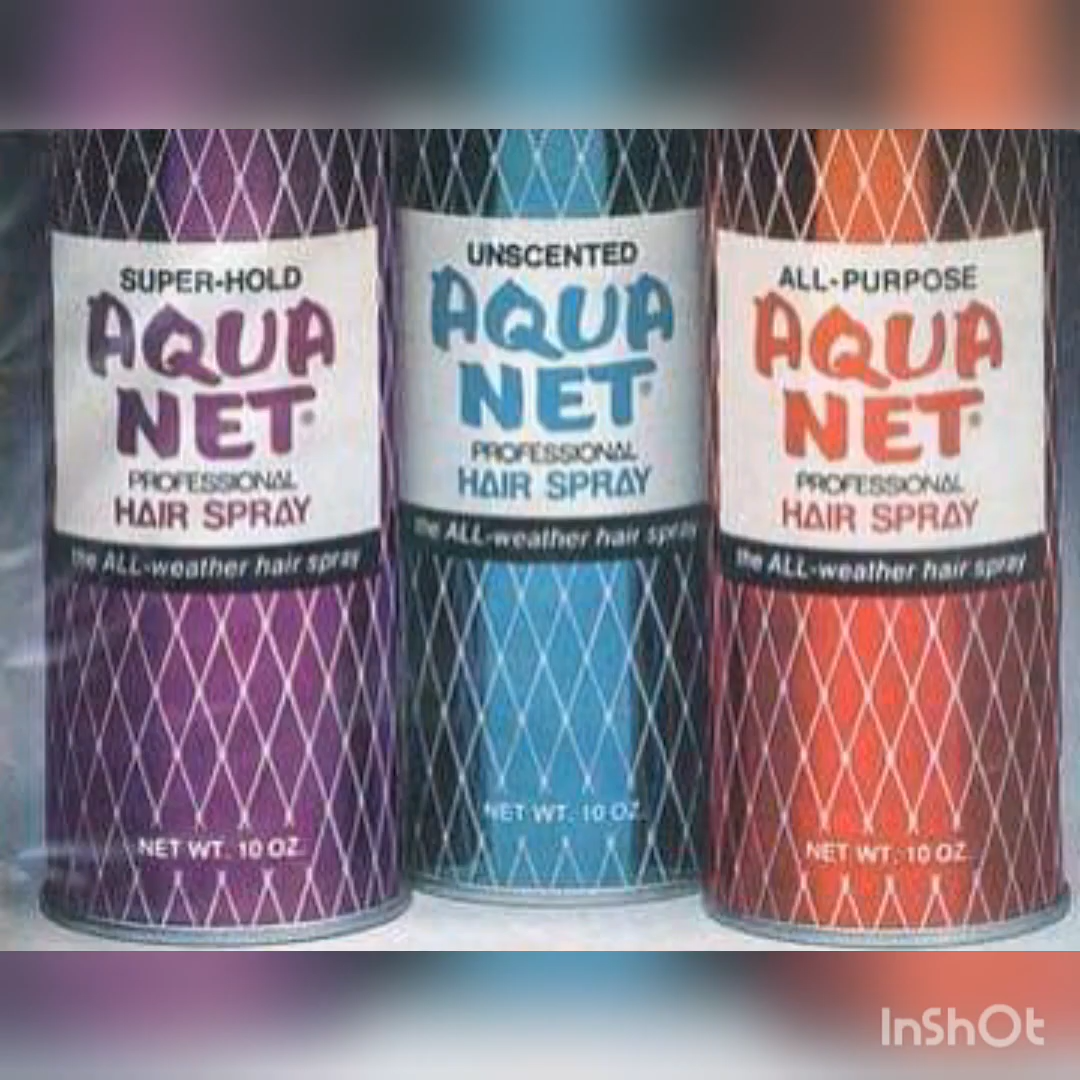 SUPER-HOLD
AQUA
NET®
PROFESSIONAL
HAIR SPRAY
the ALL-weather hair spray
NET WT. 10 OZ.
UNSCENTED
AQUA
NET®
PROFESSIONAL
HAIR SPRAY
the ALL-weather hair spray
NET WT. 10 OZ.
ALL-PURPOSE
AQUA
NET®
PROFESSIONAL
HAIR SPRAY
the ALL-weather hair spray
NET WT. 10 OZ.
InShOt